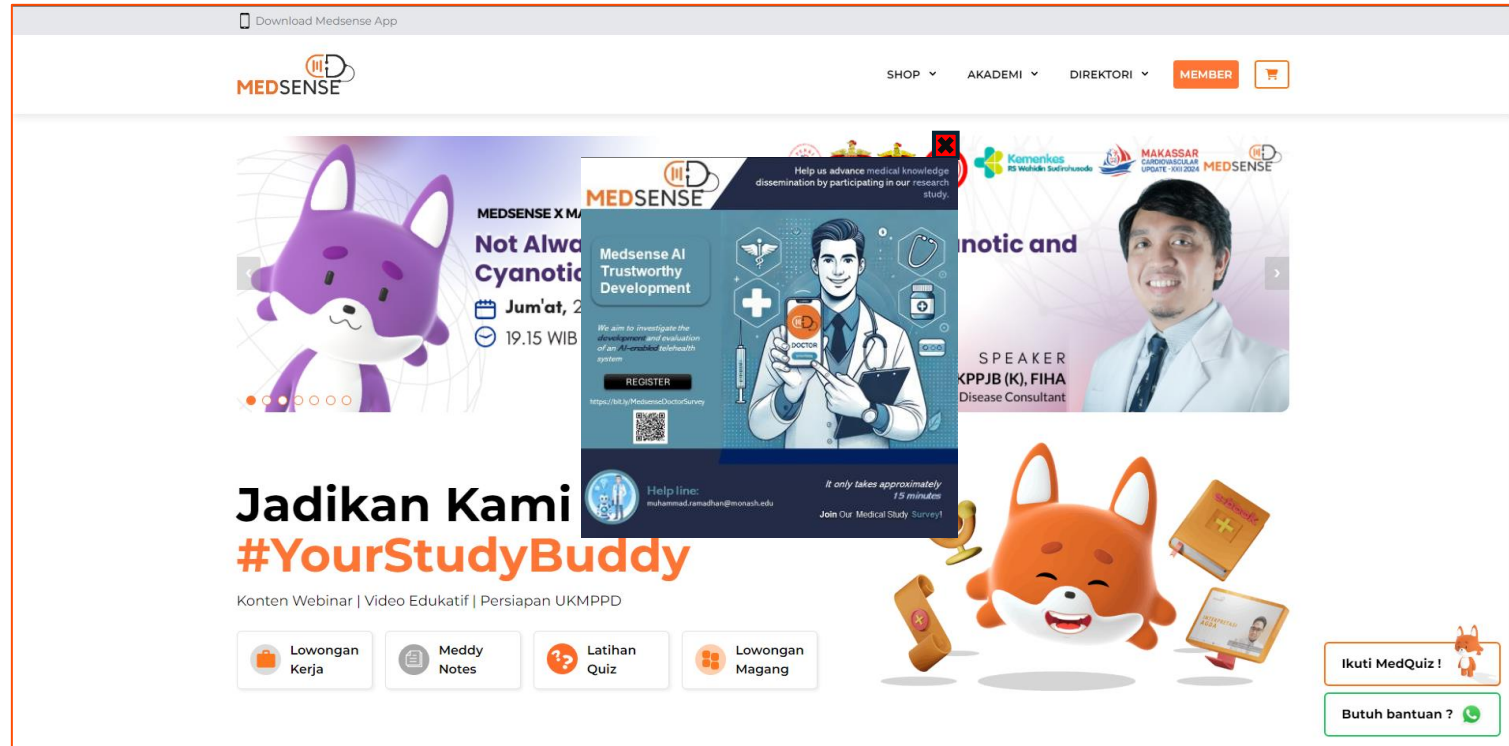 Download Medsense App
MEDSENSE
SHOP
AKADEMI
DIREKTORI
MEMBER
MEDSENSE X
Not
Cyanotic
Jum'at, 2
19.15 WIB
Kemenkes
RS Wahidin Sudirohusodo
MAKASSAR
CARDIOVASCULAR
UPDATE -XXII 2024
MEDSENSE
and
SPEAKER
KPPJB (K), FIHA
Disease Consultant
MEDSENSE
Help us advance medical knowledge
dissemination by participating in our research
study.
Medsense AI
Trustworthy
Development
We aim to investigate the
development and evaluation
of an AI-enabled telehealth
system
REGISTER
https://bit.ly/MedsenseDoctorSurvey
DOCTOR
Help line:
muhammad.ramadhan@monash.edu
It only takes approximately
15 minutes
Join Our Medical Study Survey!
Jadikan Kami
#YourStudyBuddy
Konten Webinar | Video Edukatif | Persiapan UKMPPD
Lowongan
Kerja
Meddy
Notes
Latihan
Quiz
Lowongan
Magang
Ikuti MedQuiz !
Butuh bantuan ?